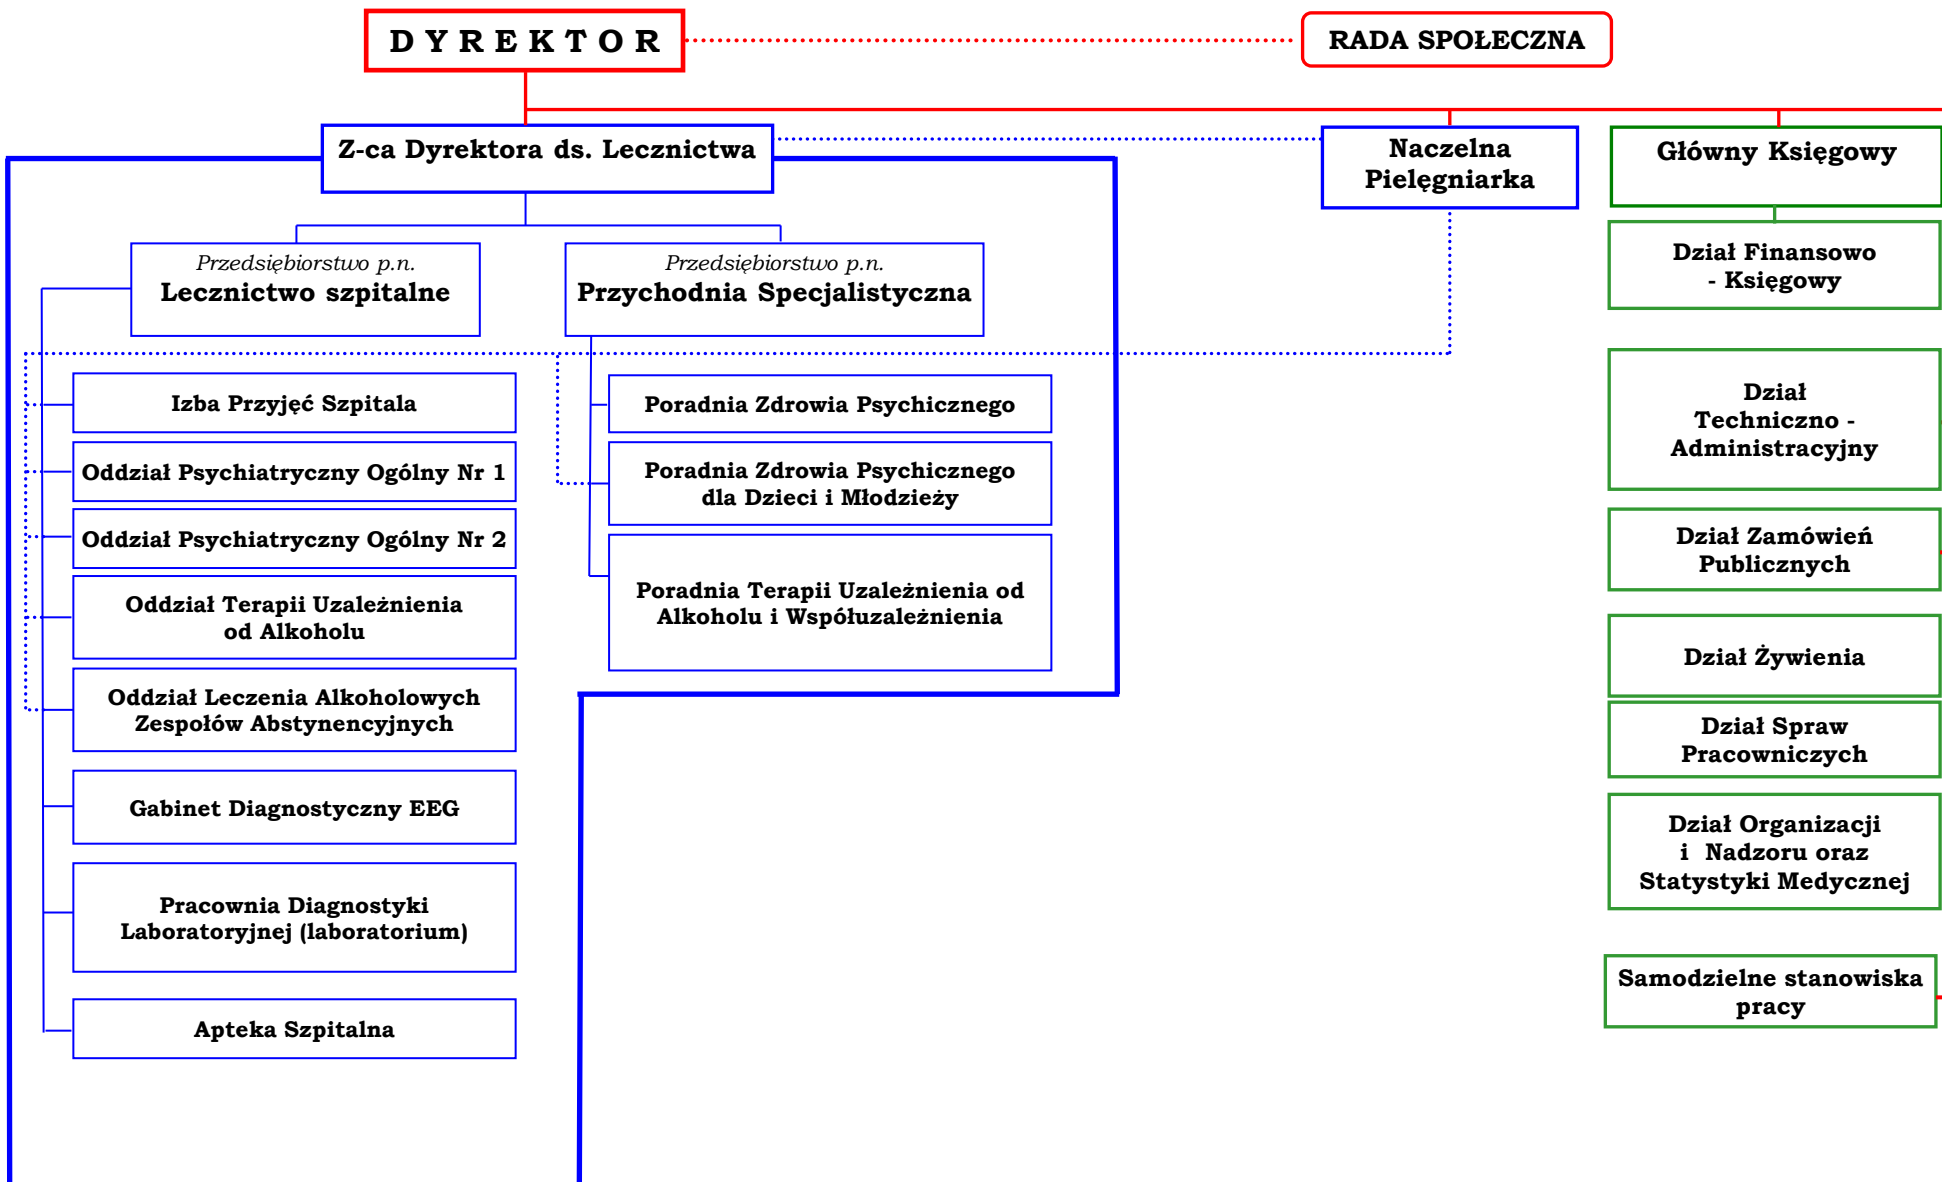 D Y R E K T O R
RADA SPOŁECZNA
Z-ca Dyrektora ds. Lecznictwa
Naczelna
Pielęgniarka
Główny Księgowy
Przedsiębiorstwo p.n.
Lecznictwo szpitalne
Przedsiębiorstwo p.n.
Przychodnia Specjalistyczna
Dział Finansowo
- Księgowy
Izba Przyjęć Szpitala
Oddział Psychiatryczny Ogólny Nr 1
Oddział Psychiatryczny Ogólny Nr 2
Oddział Terapii Uzależnienia
od Alkoholu
Oddział Leczenia Alkoholowych
Zespołów Abstynencyjnych
Gabinet Diagnostyczny EEG
Pracownia Diagnostyki
Laboratoryjnej (laboratorium)
Apteka Szpitalna
Poradnia Zdrowia Psychicznego
Poradnia Zdrowia Psychicznego
dla Dzieci i Młodzieży
Poradnia Terapii Uzależnienia od
Alkoholu i Współuzależnienia
Dział
Techniczno -
Administracyjny
Dział Zamówień
Publicznych
Dział Żywienia
Dział Spraw
Pracowniczych
Dział Organizacji
i Nadzoru oraz
Statystyki Medycznej
Samodzielne stanowiska
pracy